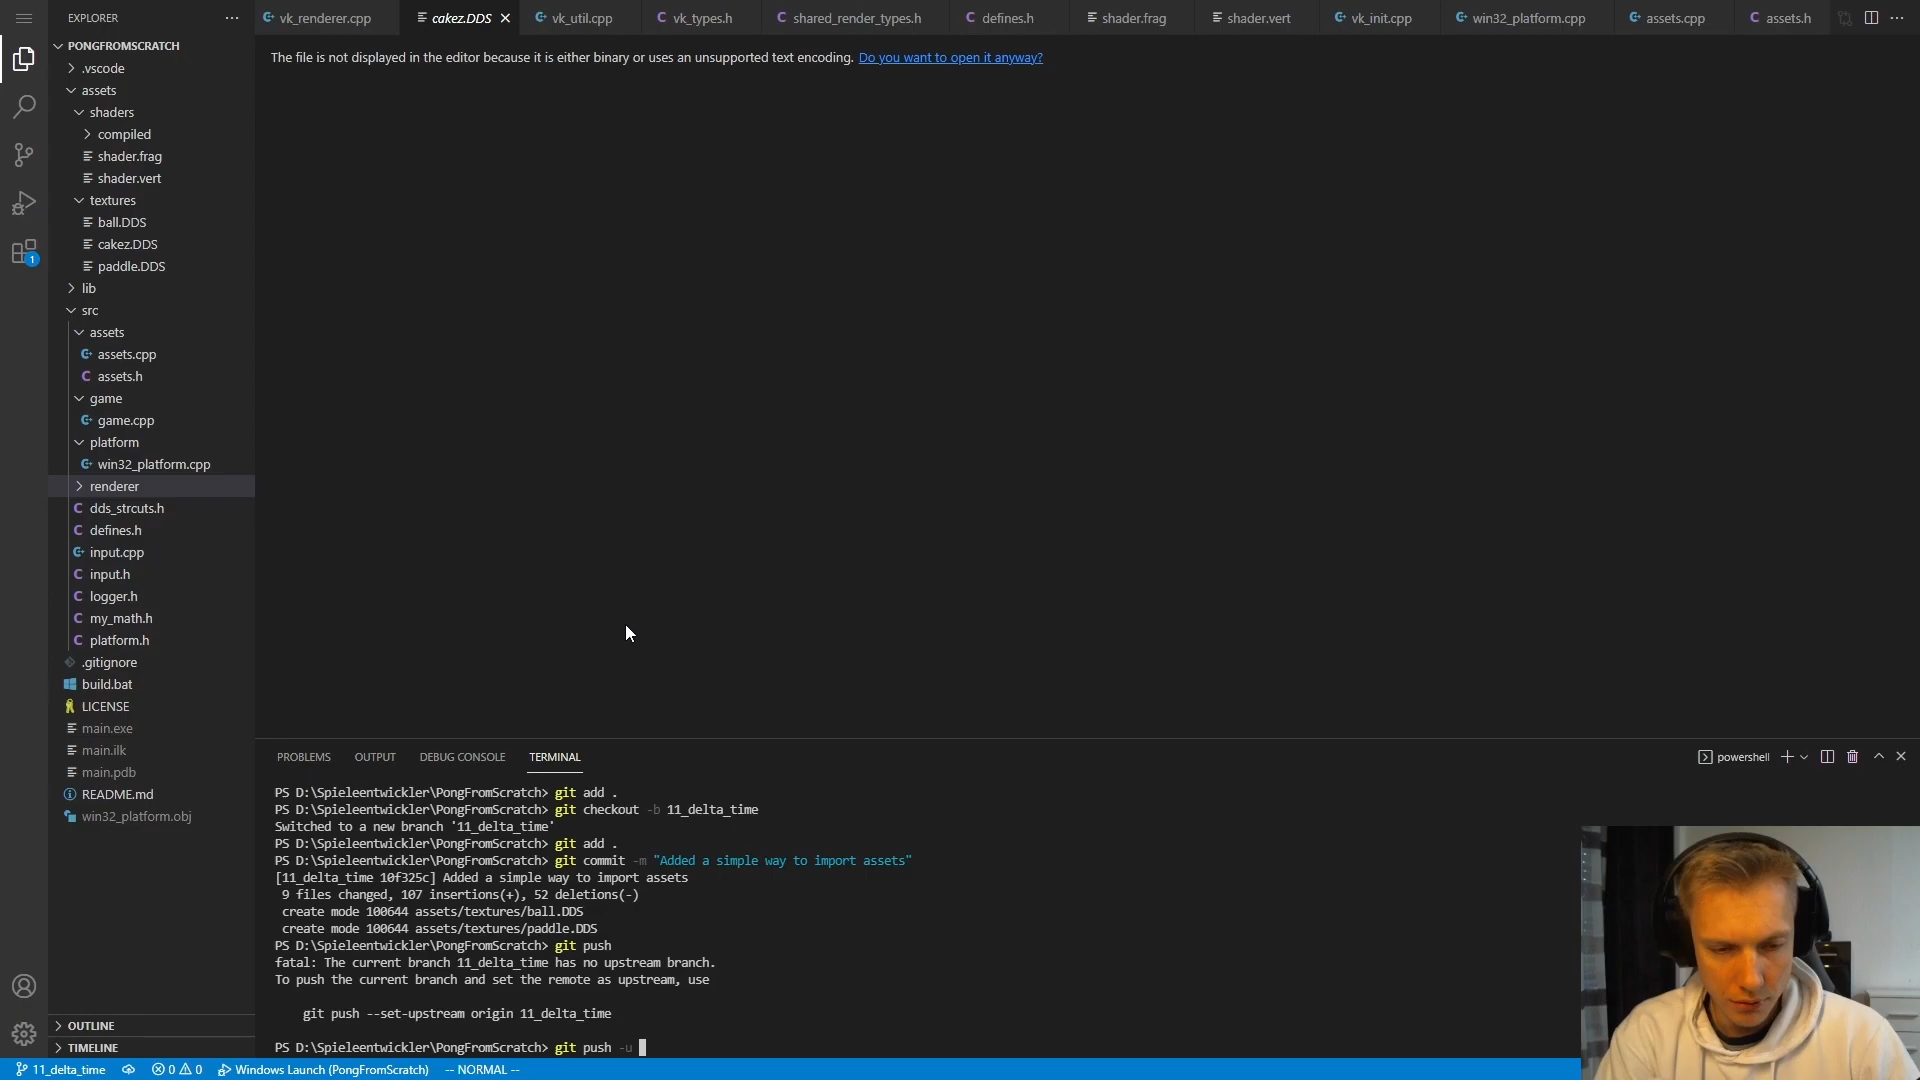 EXPLORER
vk_renderer.cpp
cakez.DDS
vk_util.cpp
vk_types.h
shared_render_types.h
defines.h
shader.frag
shader.vert
vk_init.cpp
win32_platform.cpp
assets.cpp
assets.h
The file is not displayed in the editor because it is either binary or uses an unsupported text encoding. Do you want to open it anyway?
PONGFROMSCRATCH
.vscode
assets
shaders
compiled
shader.frag
shader.vert
textures
ball.DDS
cakez.DDS
paddle.DDS
lib
src
assets
assets.cpp
assets.h
game
game.cpp
platform
win32_platform.cpp
renderer
dds_strcuts.h
defines.h
input.cpp
input.h
logger.h
my_math.h
platform.h
.gitignore
build.bat
LICENSE
main.exe
main.ilk
main.pdb
README.md
win32_platform.obj
OUTLINE
TIMELINE
1
PROBLEMS OUTPUT DEBUG CONSOLE TERMINAL
powershell
PS D:\Spieleentwickler\PongFromScratch> git add .
PS D:\Spieleentwickler\PongFromScratch> git checkout -b 11_delta_time
Switched to a new branch '11_delta_time'
PS D:\Spieleentwickler\PongFromScratch> git add .
PS D:\Spieleentwickler\PongFromScratch> git commit -m "Added a simple way to import assets"
[11_delta_time 10f325c] Added a simple way to import assets
9 files changed, 107 insertions(+), 52 deletions(-)
create mode 100644 assets/textures/ball.DDS
create mode 100644 assets/textures/paddle.DDS
PS D:\Spieleentwickler\PongFromScratch> git push
fatal: The current branch 11_delta_time has no upstream branch.
To push the current branch and set the remote as upstream, use
git push --set-upstream origin 11_delta_time
PS D:\Spieleentwickler\PongFromScratch> git push -u
11_delta_time 0 0 Windows Launch (PongFromScratch) -- NORMAL --